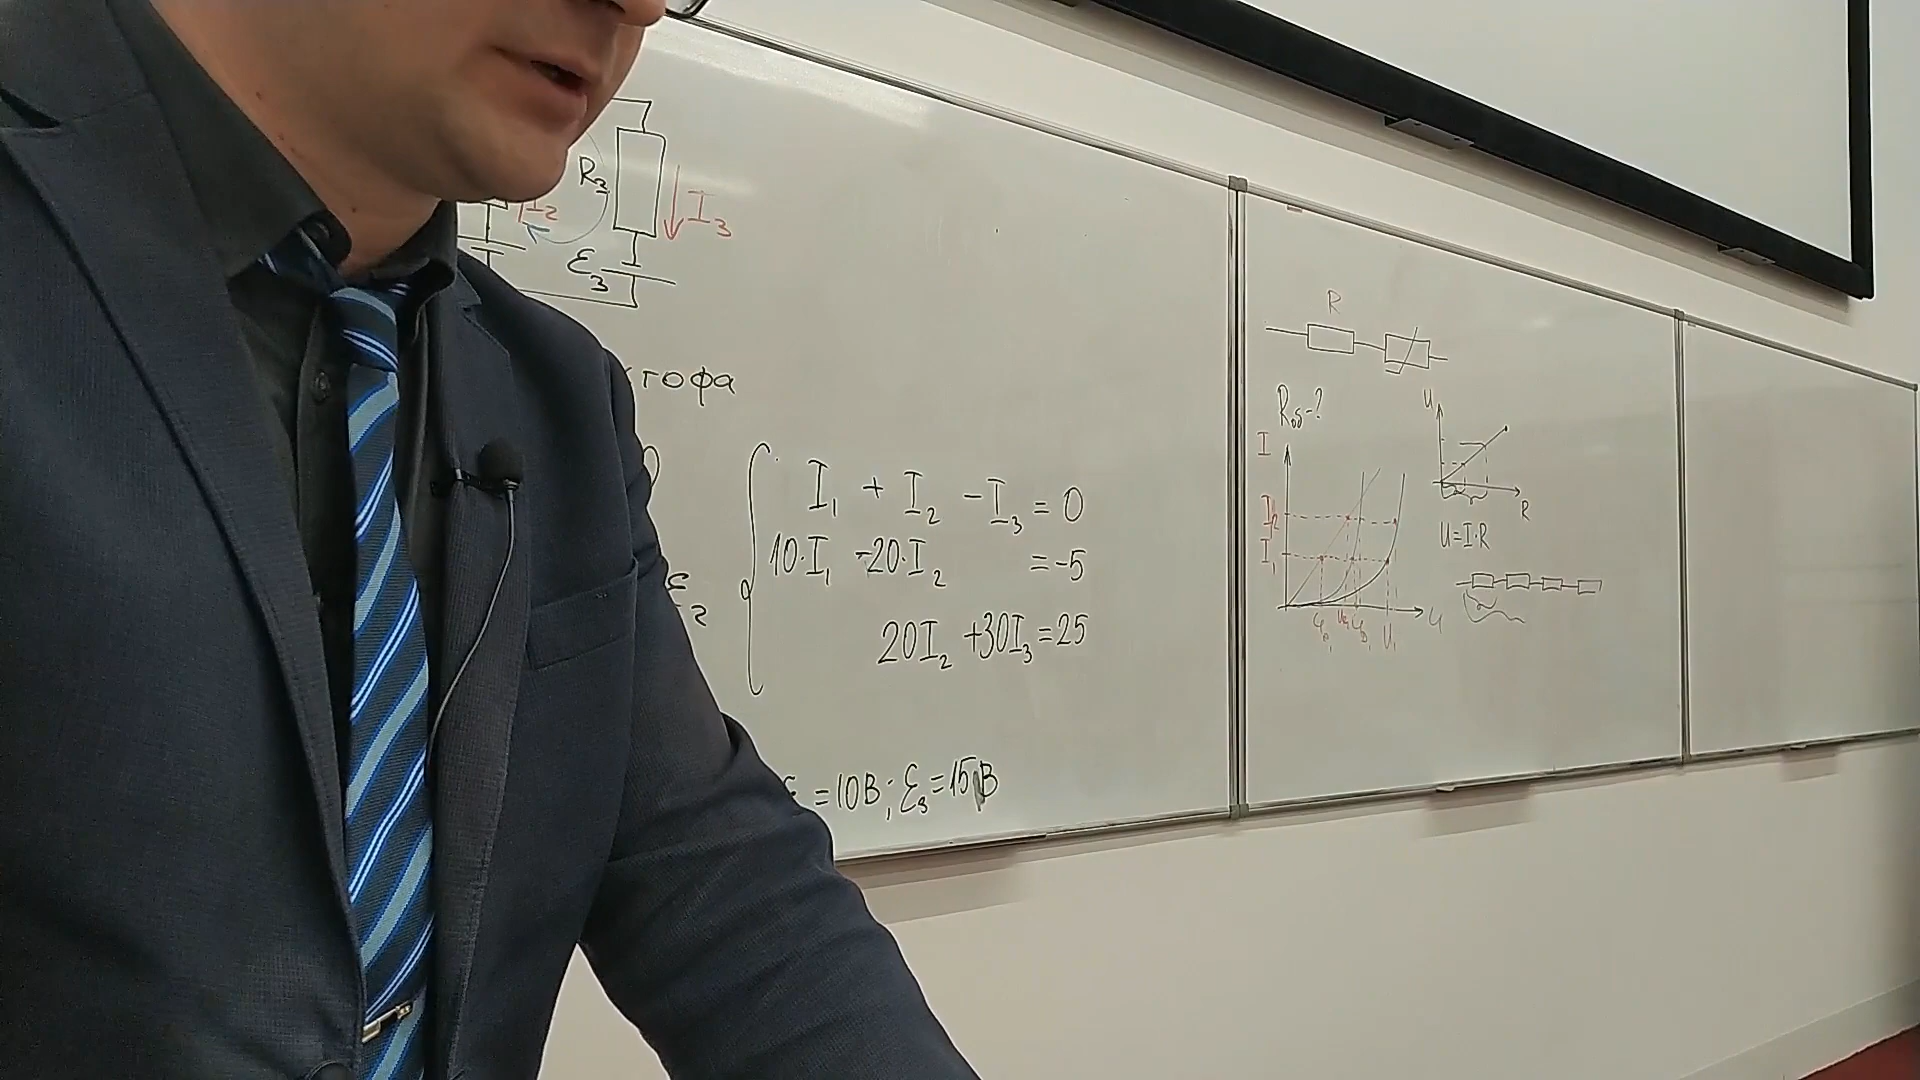 R₃
I₂
I₃
ℰ₃
гофа
I₁ + I₂ - I₃ = 0
10·I₁ -20·I₂ = -5
20I₂ +30I₃ = 25
= 10В; ℰ₃ = 15В
R
Rоб-?
I
I₂
I₁
U₁
U
U
R
U=I·R